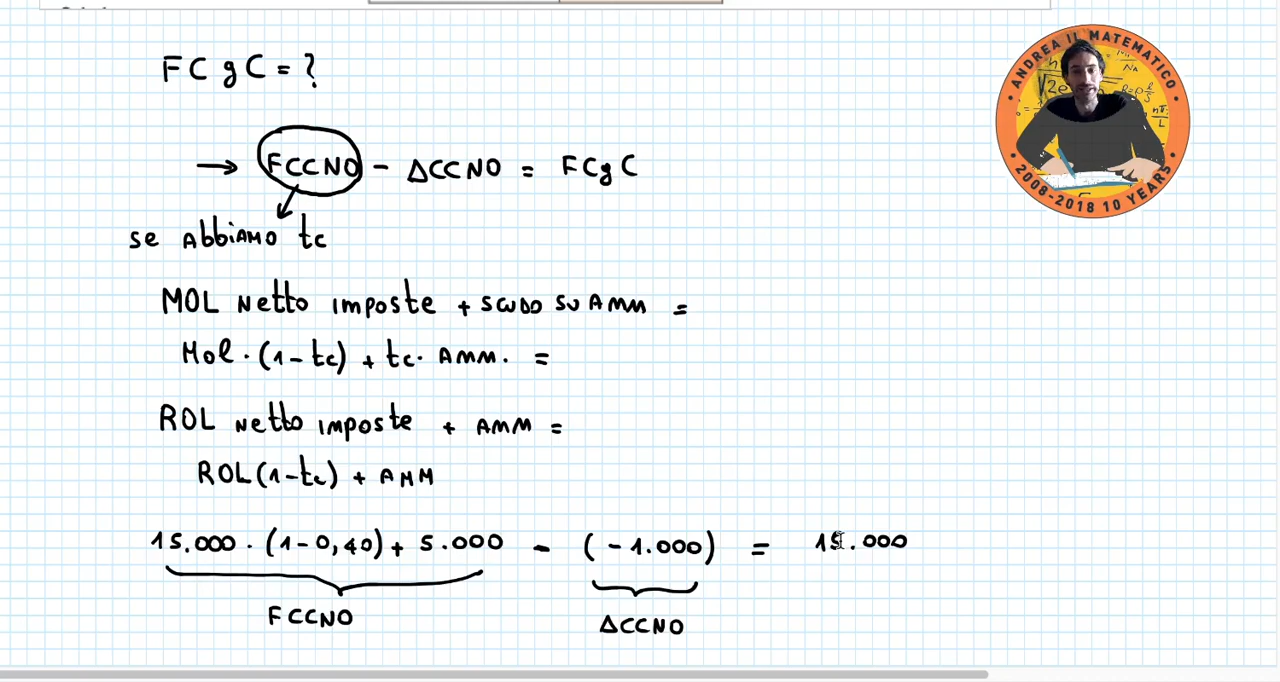 FCgC = ?
→ FCCNO - ΔCCNO = FCgC
se abbiamo tc
MOL Netto imposte + scudo su AMM =
Mol · (1 - tc) + tc · AMM. =
ROL Netto imposte + AMM =
ROL (1 - tc) + AMM
15.000 · (1 - 0,40) + 5.000 - (- 1.000) = 15.000
FCCNO
ΔCCNO
ANDREA IL MATEMATICO
2008-2018 10 YEARS